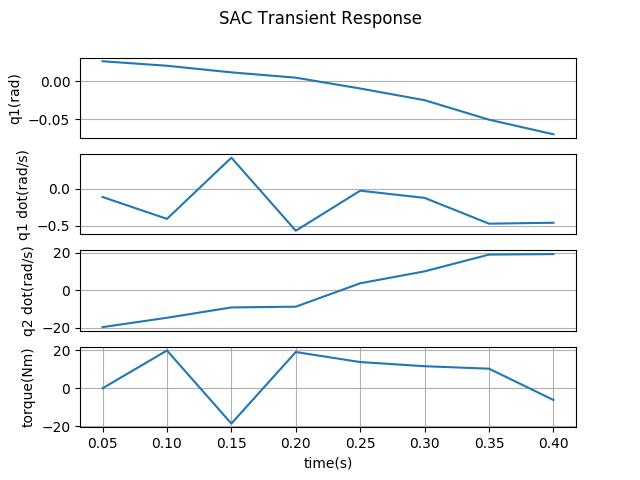 SAC Transient Response
q1(rad)
0.00
−0.05
q1 dot(rad/s)
0.0
−0.5
q2 dot(rad/s)
20
0
−20
torque(Nm)
20
0
−20
0.05 0.10 0.15 0.20 0.25 0.30 0.35 0.40
time(s)